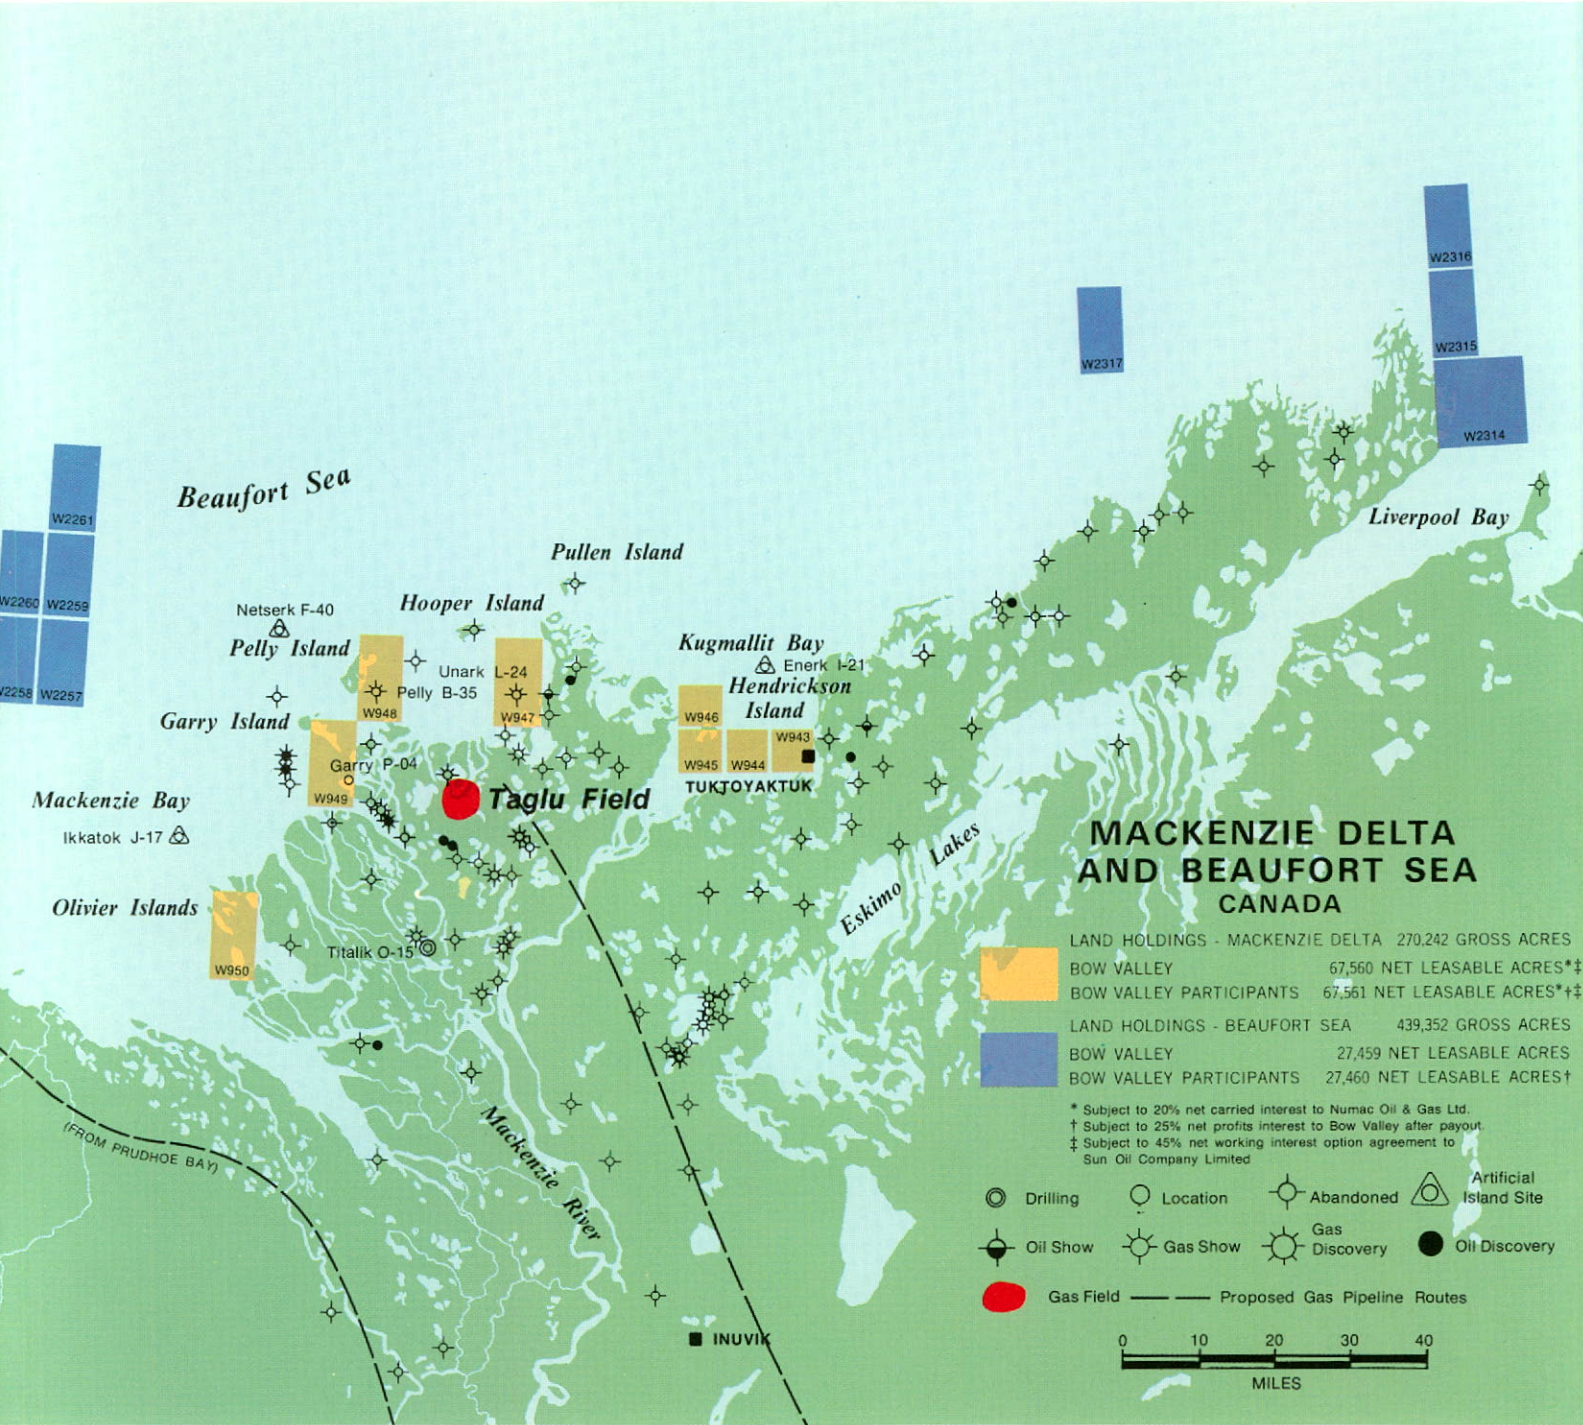 W2316
W2315
W2317
W2314
W2261
Beaufort Sea
Liverpool Bay
Pullen Island
W2260
W2259
Netserk F-40
Hooper Island
Pelly Island
Kugmallit Bay
Enerk I-21
Unark L-24
Pelly B-35
Hendrickson
Island
W2258
W2257
W948
W947
W946
Garry Island
W943
Garry P-04
W945
W944
TUKTOYAKTUK
W949
Taglu Field
Mackenzie Bay
Ikkatok J-17
Eskimo Lakes
MACKENZIE DELTA
AND BEAUFORT SEA
CANADA
Olivier Islands
W950
Titalik O-15
LAND HOLDINGS - MACKENZIE DELTA 270,242 GROSS ACRES
BOW VALLEY 67,560 NET LEASABLE ACRES*‡
BOW VALLEY PARTICIPANTS 67,561 NET LEASABLE ACRES*†‡
LAND HOLDINGS - BEAUFORT SEA 439,352 GROSS ACRES
BOW VALLEY 27,459 NET LEASABLE ACRES
BOW VALLEY PARTICIPANTS 27,460 NET LEASABLE ACRES†
* Subject to 20% net carried interest to Numac Oil & Gas Ltd.
† Subject to 25% net profits interest to Bow Valley after payout.
‡ Subject to 45% net working interest option agreement to
Sun Oil Company Limited
(FROM PRUDHOE BAY)
Mackenzie River
Drilling
Location
Abandoned
Artificial
Island Site
Oil Show
Gas Show
Gas
Discovery
Oil Discovery
Gas Field
Proposed Gas Pipeline Routes
INUVIK
0 10 20 30 40
MILES